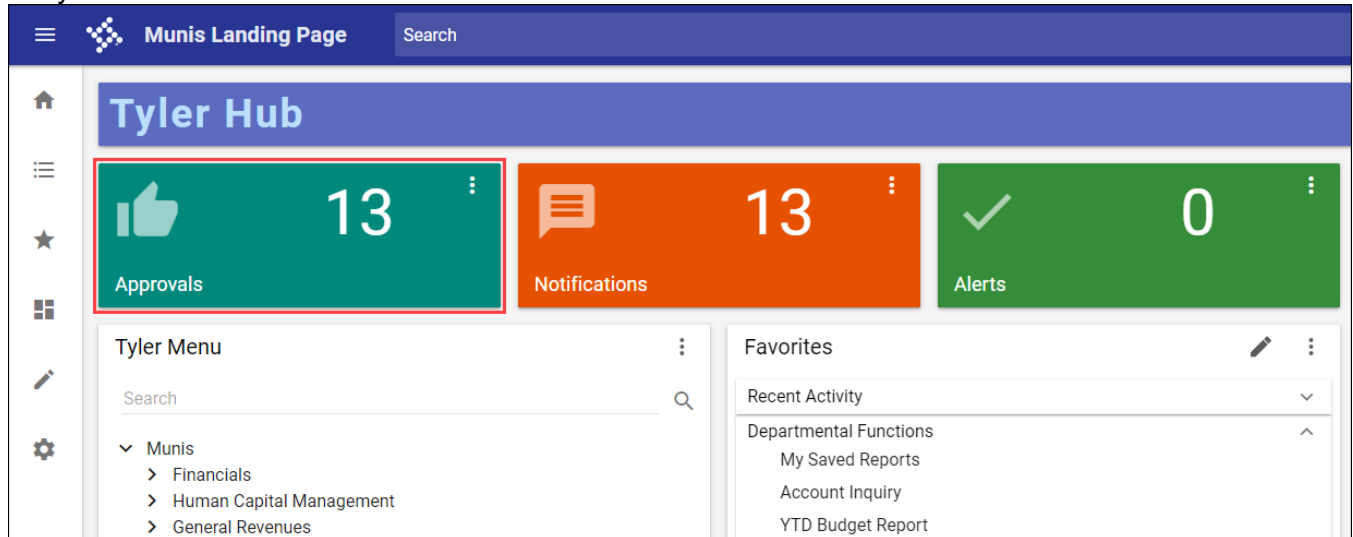 Munis Landing Page
Search
Tyler Hub
13
Approvals
13
Notifications
0
Alerts
Tyler Menu
Search
Munis
Financials
Human Capital Management
General Revenues
Favorites
Recent Activity
Departmental Functions
My Saved Reports
Account Inquiry
YTD Budget Report